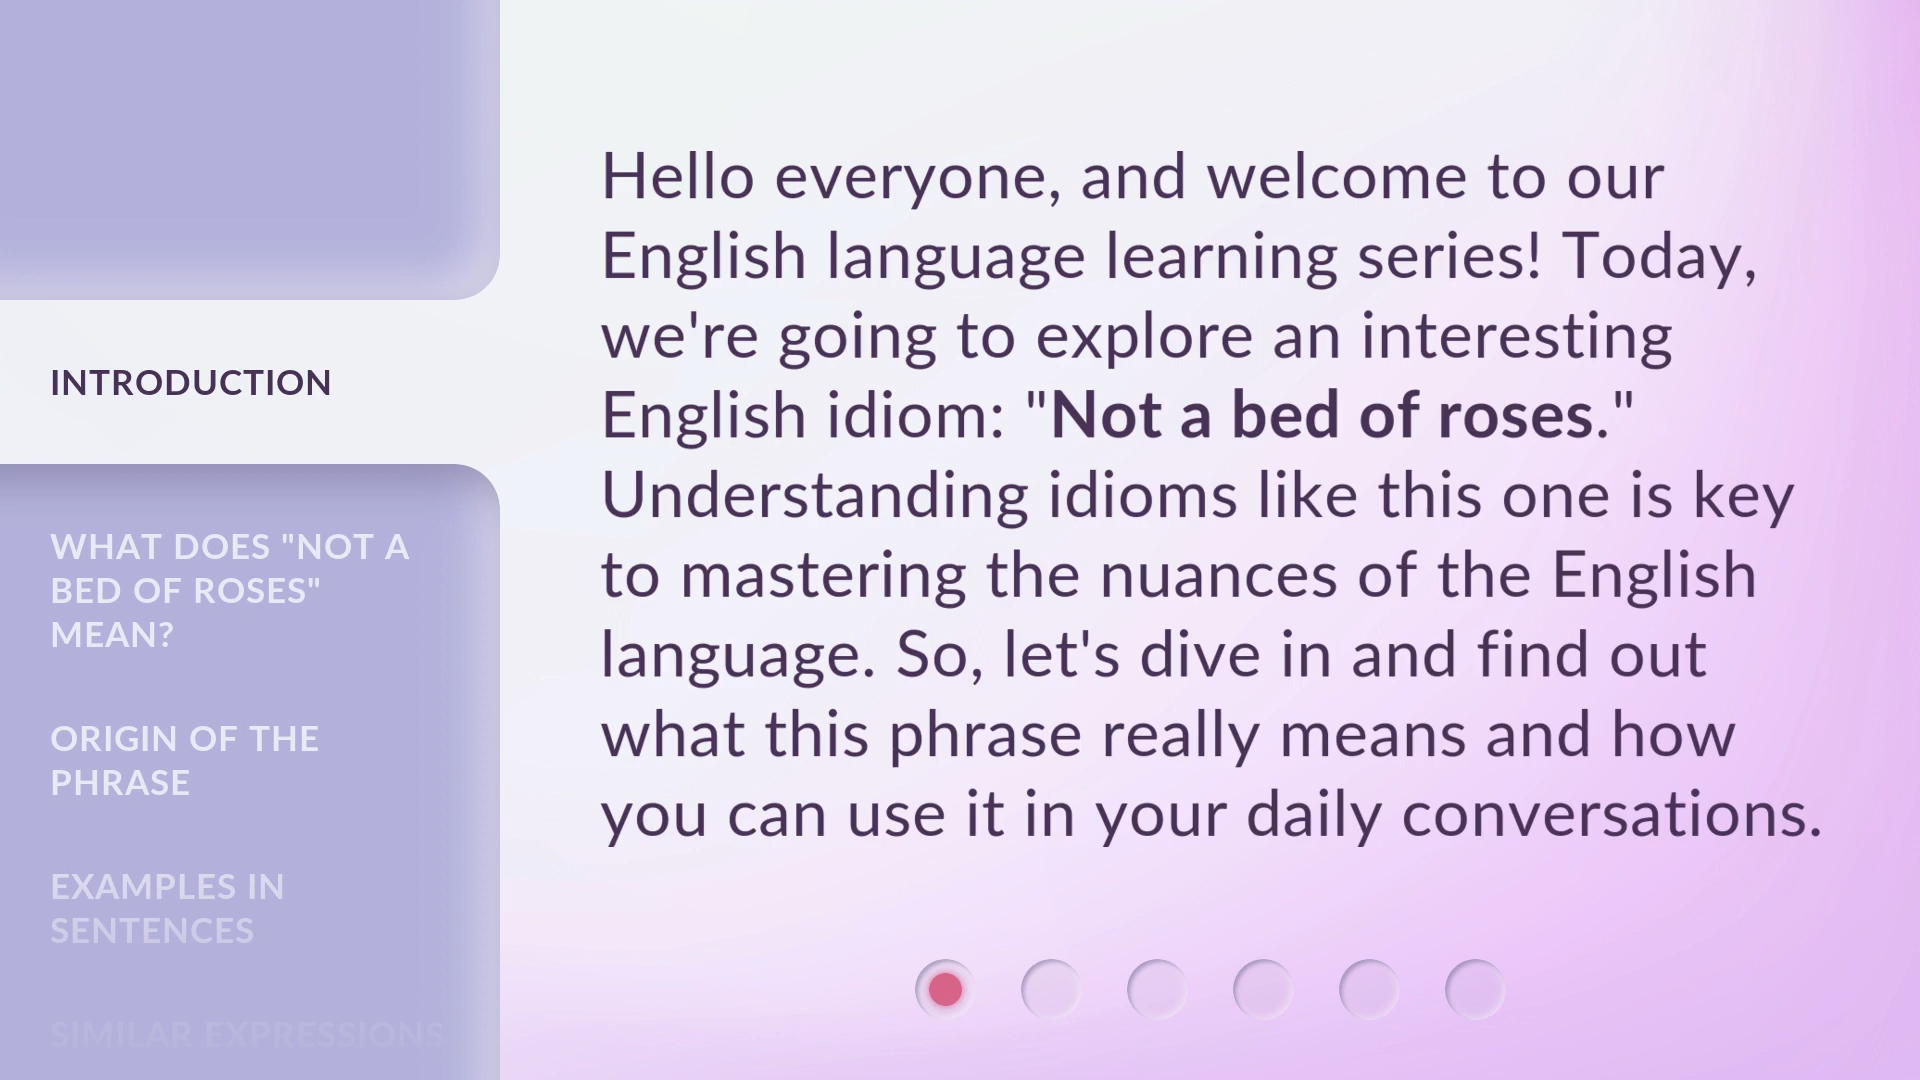 INTRODUCTION
WHAT DOES "NOT A
BED OF ROSES"
MEAN?
ORIGIN OF THE
PHRASE
EXAMPLES IN
SENTENCES
SIMILAR EXPRESSIONS
Hello everyone, and welcome to our
English language learning series! Today,
we're going to explore an interesting
English idiom: "Not a bed of roses."
Understanding idioms like this one is key
to mastering the nuances of the English
language. So, let's dive in and find out
what this phrase really means and how
you can use it in your daily conversations.